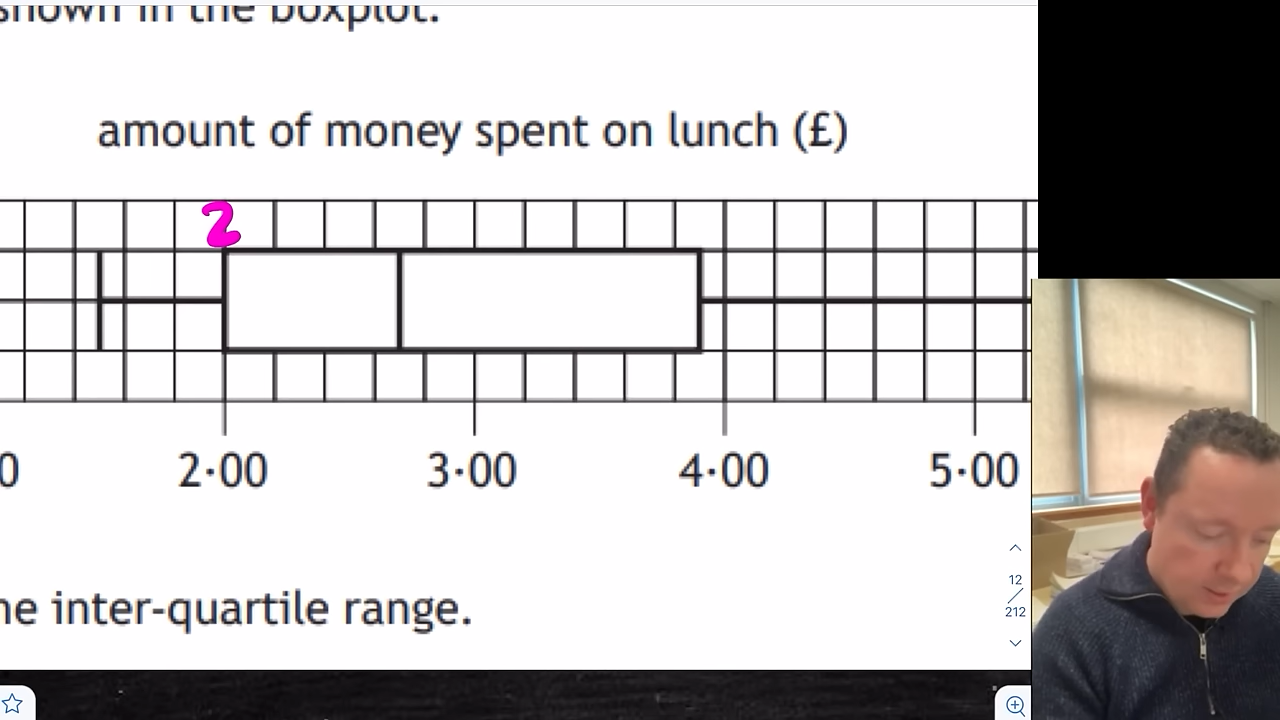 shown in the boxplot.
amount of money spent on lunch (£)
2
0 2·00 3·00 4·00 5·00
he inter-quartile range.
12
212